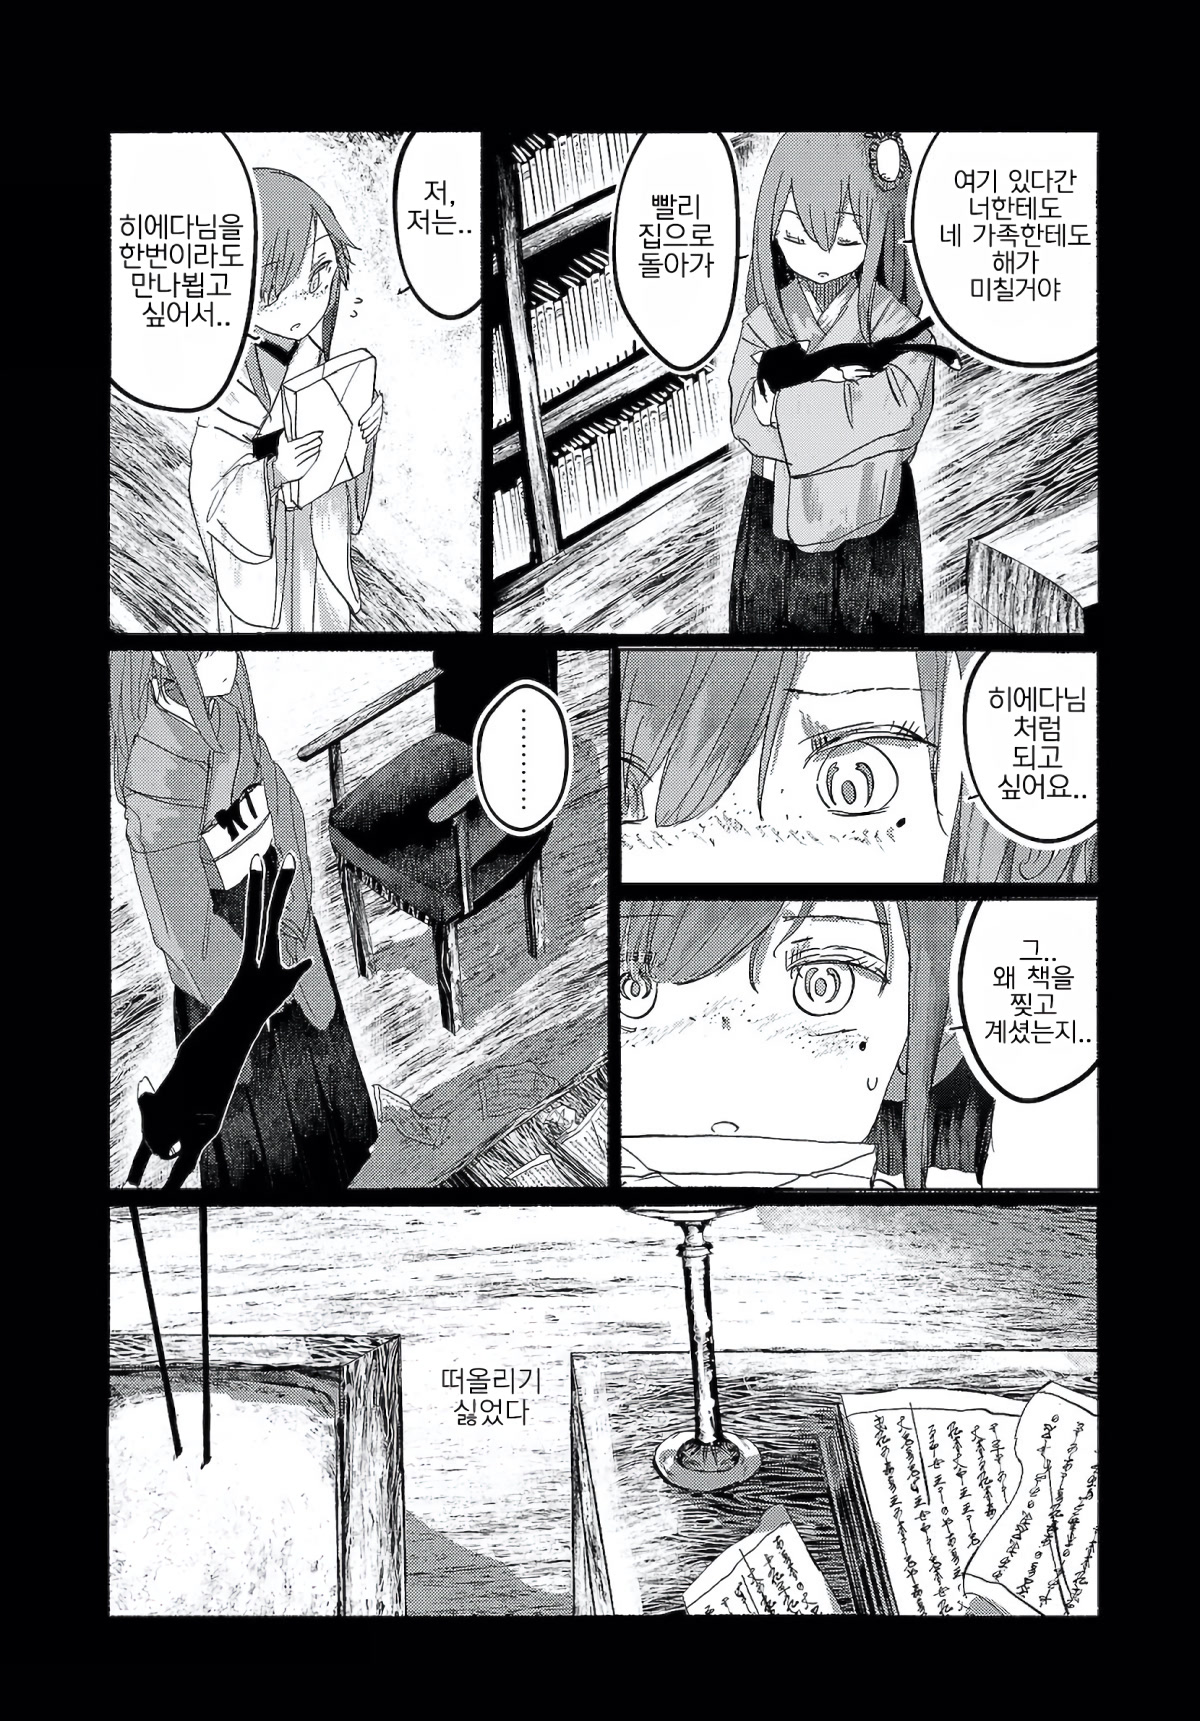 여기 있다간
너한테도
네 가족한테도
해가
미칠거야
빨리
집으로
돌아가
저,
저는..
히에다님을
한번이라도
만나뵙고
싶어서..
히에다님
처럼
되고
싶어요..
그..
왜 책을
찢고
계셨는지..
………
떠올리기
싫었다